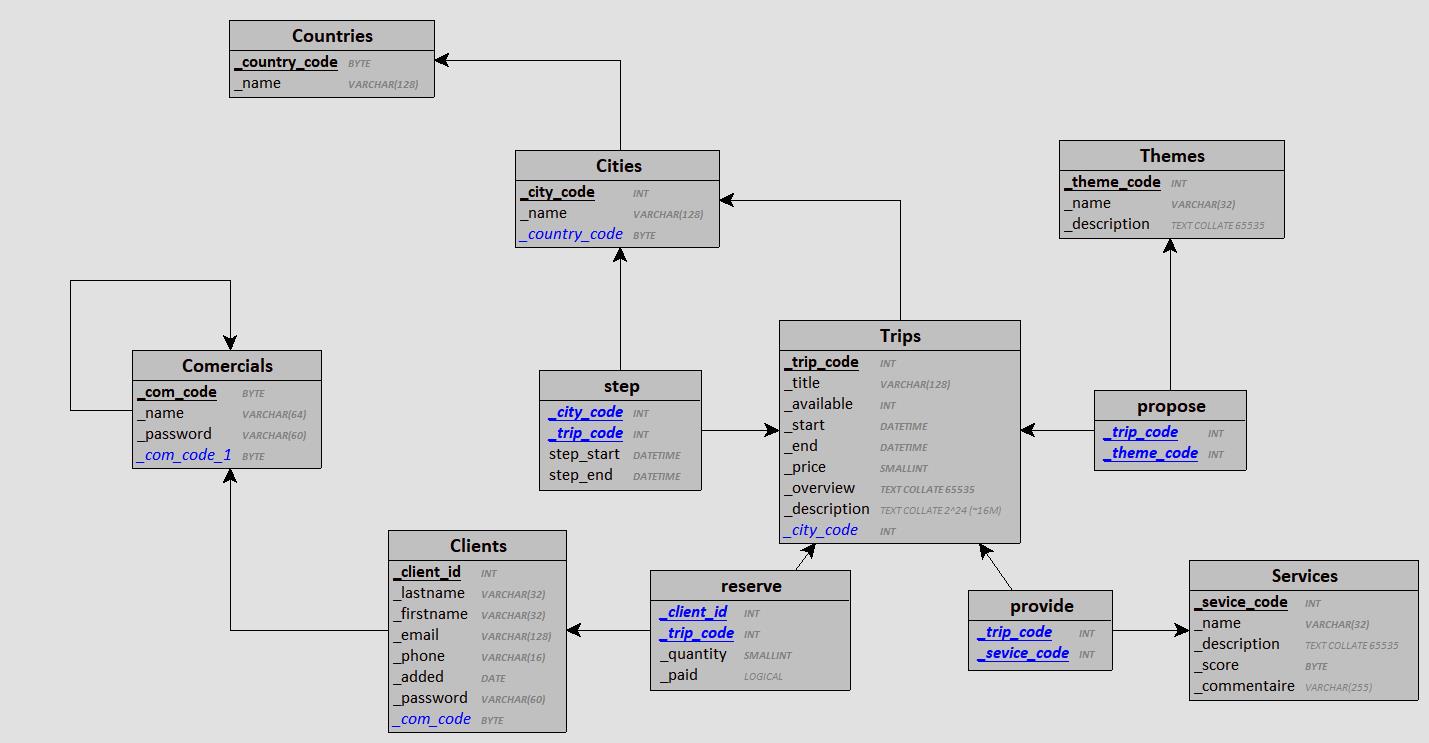 Countries
_country_code BYTE
_name VARCHAR(128)
Cities
_city_code INT
_name VARCHAR(128)
_country_code BYTE
Themes
_theme_code INT
_name VARCHAR(32)
_description TEXT COLLATE 65535
Comercials
_com_code BYTE
_name VARCHAR(64)
_password VARCHAR(60)
_com_code_1 BYTE
step
_city_code INT
_trip_code INT
step_start DATETIME
step_end DATETIME
Trips
_trip_code INT
_title VARCHAR(128)
_available INT
_start DATETIME
_end DATETIME
_price SMALLINT
_overview TEXT COLLATE 65535
_description TEXT COLLATE 2^24 (~16M)
_city_code INT
propose
_trip_code INT
_theme_code INT
Clients
_client_id INT
_lastname VARCHAR(32)
_firstname VARCHAR(32)
_email VARCHAR(128)
_phone VARCHAR(16)
_added DATE
_password VARCHAR(60)
_com_code BYTE
reserve
_client_id INT
_trip_code INT
_quantity SMALLINT
_paid LOGICAL
provide
_trip_code INT
_sevice_code INT
Services
_sevice_code INT
_name VARCHAR(32)
_description TEXT COLLATE 65535
_score BYTE
_commentaire VARCHAR(255)